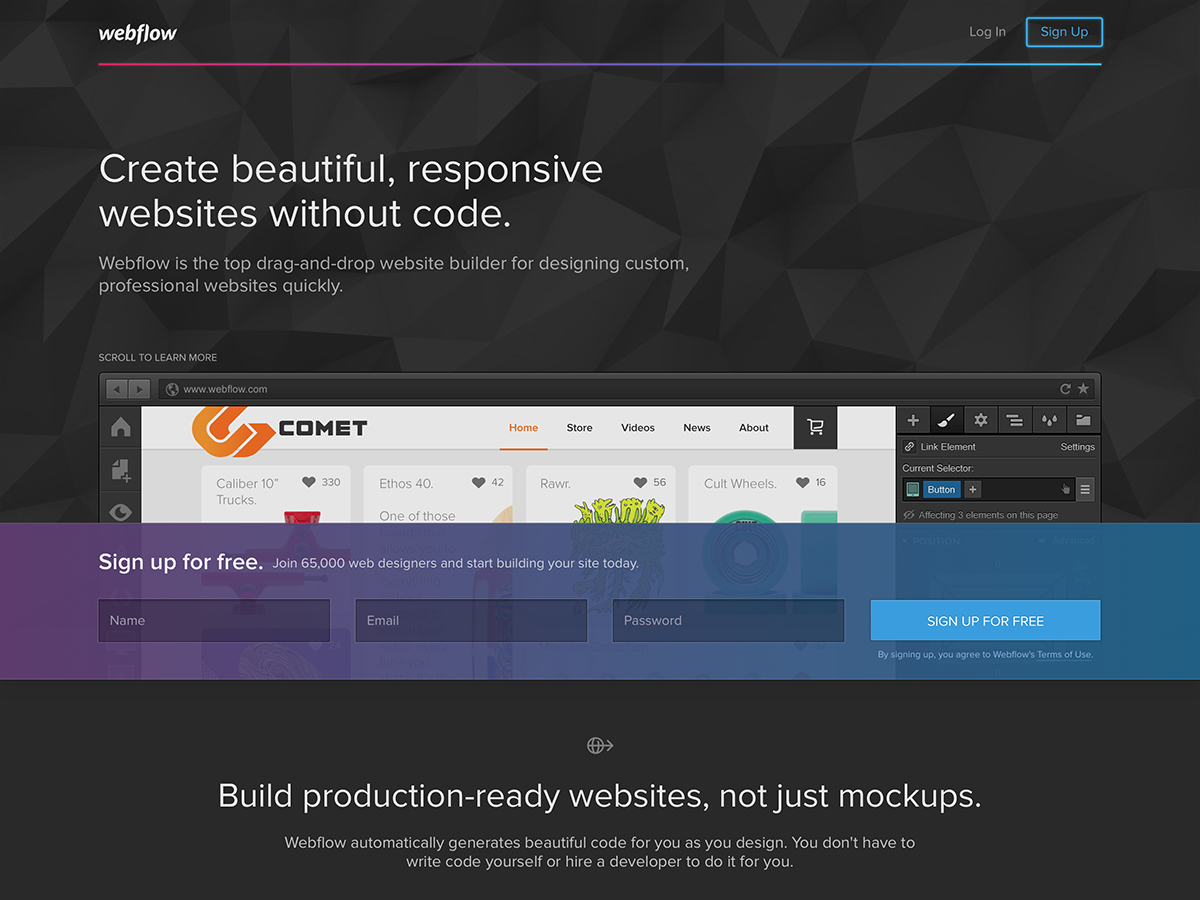 webflow
Log In
Sign Up
Create beautiful, responsive
websites without code.
Webflow is the top drag-and-drop website builder for designing custom,
professional websites quickly.
SCROLL TO LEARN MORE
www.webflow.com
COMET
Home
Store
Videos
News
About
Link Element
Settings
Current Selector:
Button
Affecting 3 elements on this page
POSITION
Advanced
Caliber 10"
Trucks.
330
Ethos 40.
42
One of those
Rawr.
56
Cult Wheels.
16
Sign up for free. Join 65,000 web designers and start building your site today.
Name
Email
Password
SIGN UP FOR FREE
By signing up, you agree to Webflow's Terms of Use.
Build production-ready websites, not just mockups.
Webflow automatically generates beautiful code for you as you design. You don't have to
write code yourself or hire a developer to do it for you.